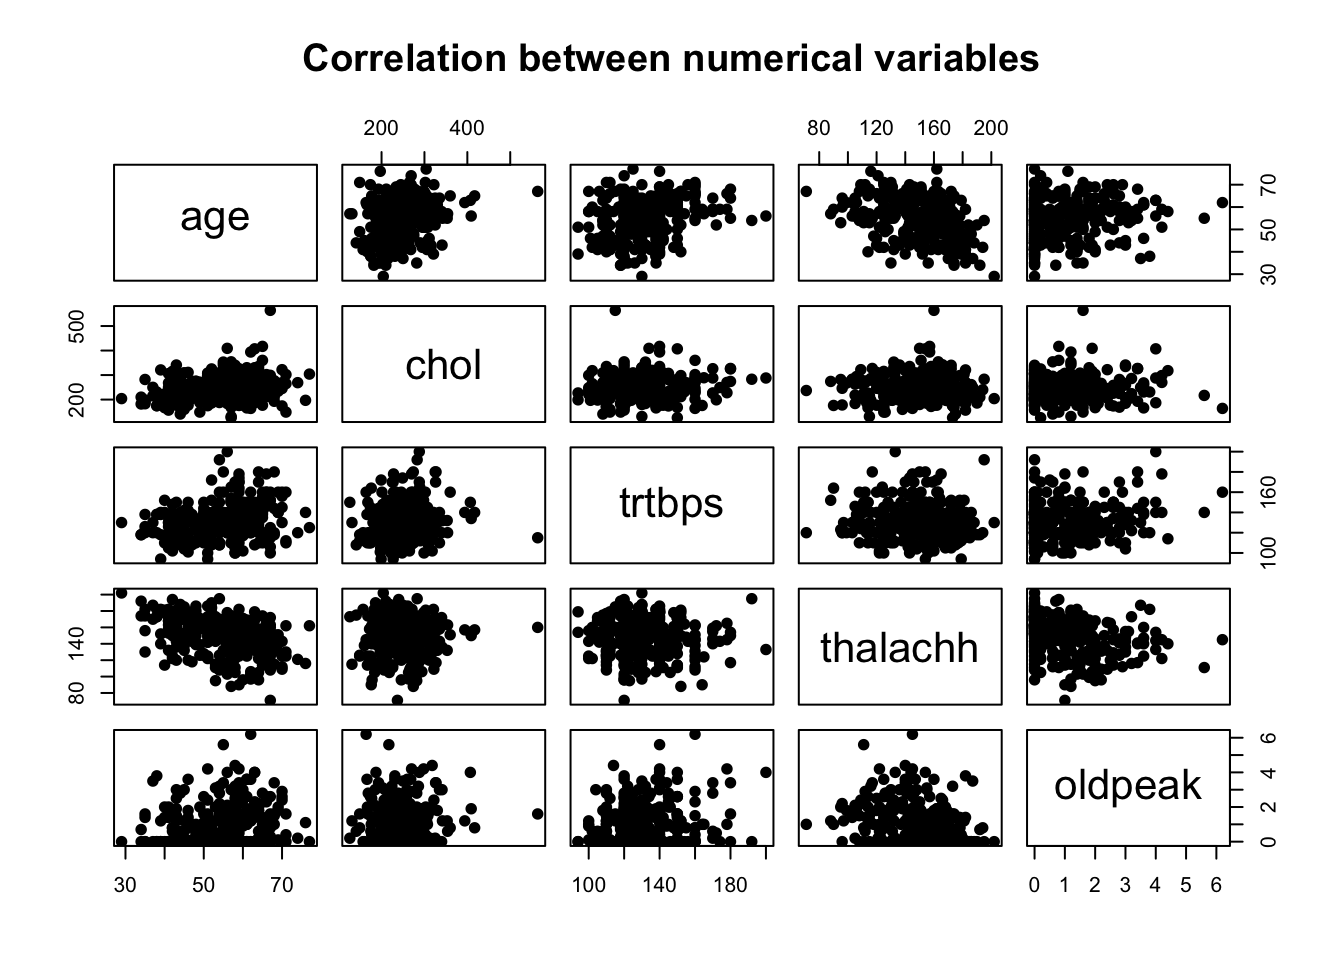 Correlation between numerical variables
200 400
80 120 160 200
age
30 50 70
200 500
chol
trtbps
100 160
80 140
thalachh
oldpeak
0 2 4 6
30 50 70
100 140 180
0 1 2 3 4 5 6